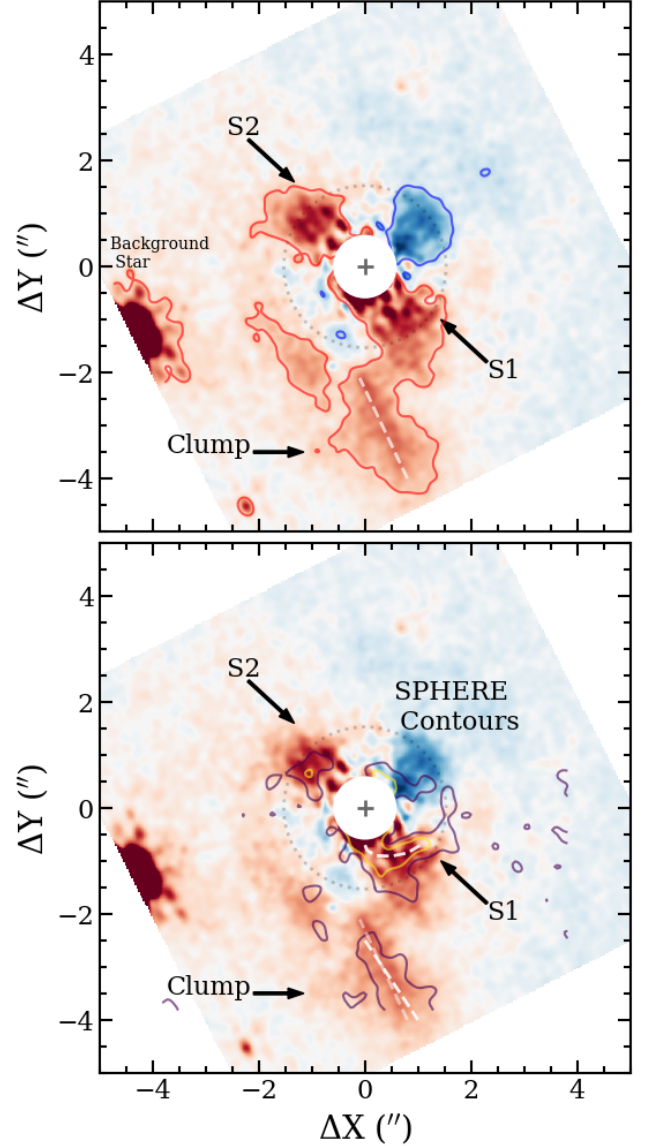 4
2
0
−2
−4
ΔY (″)
S2
Background
Star
S1
Clump
4
2
0
−2
−4
ΔY (″)
S2
SPHERE
Contours
S1
Clump
−4 −2 0 2 4
ΔX (″)